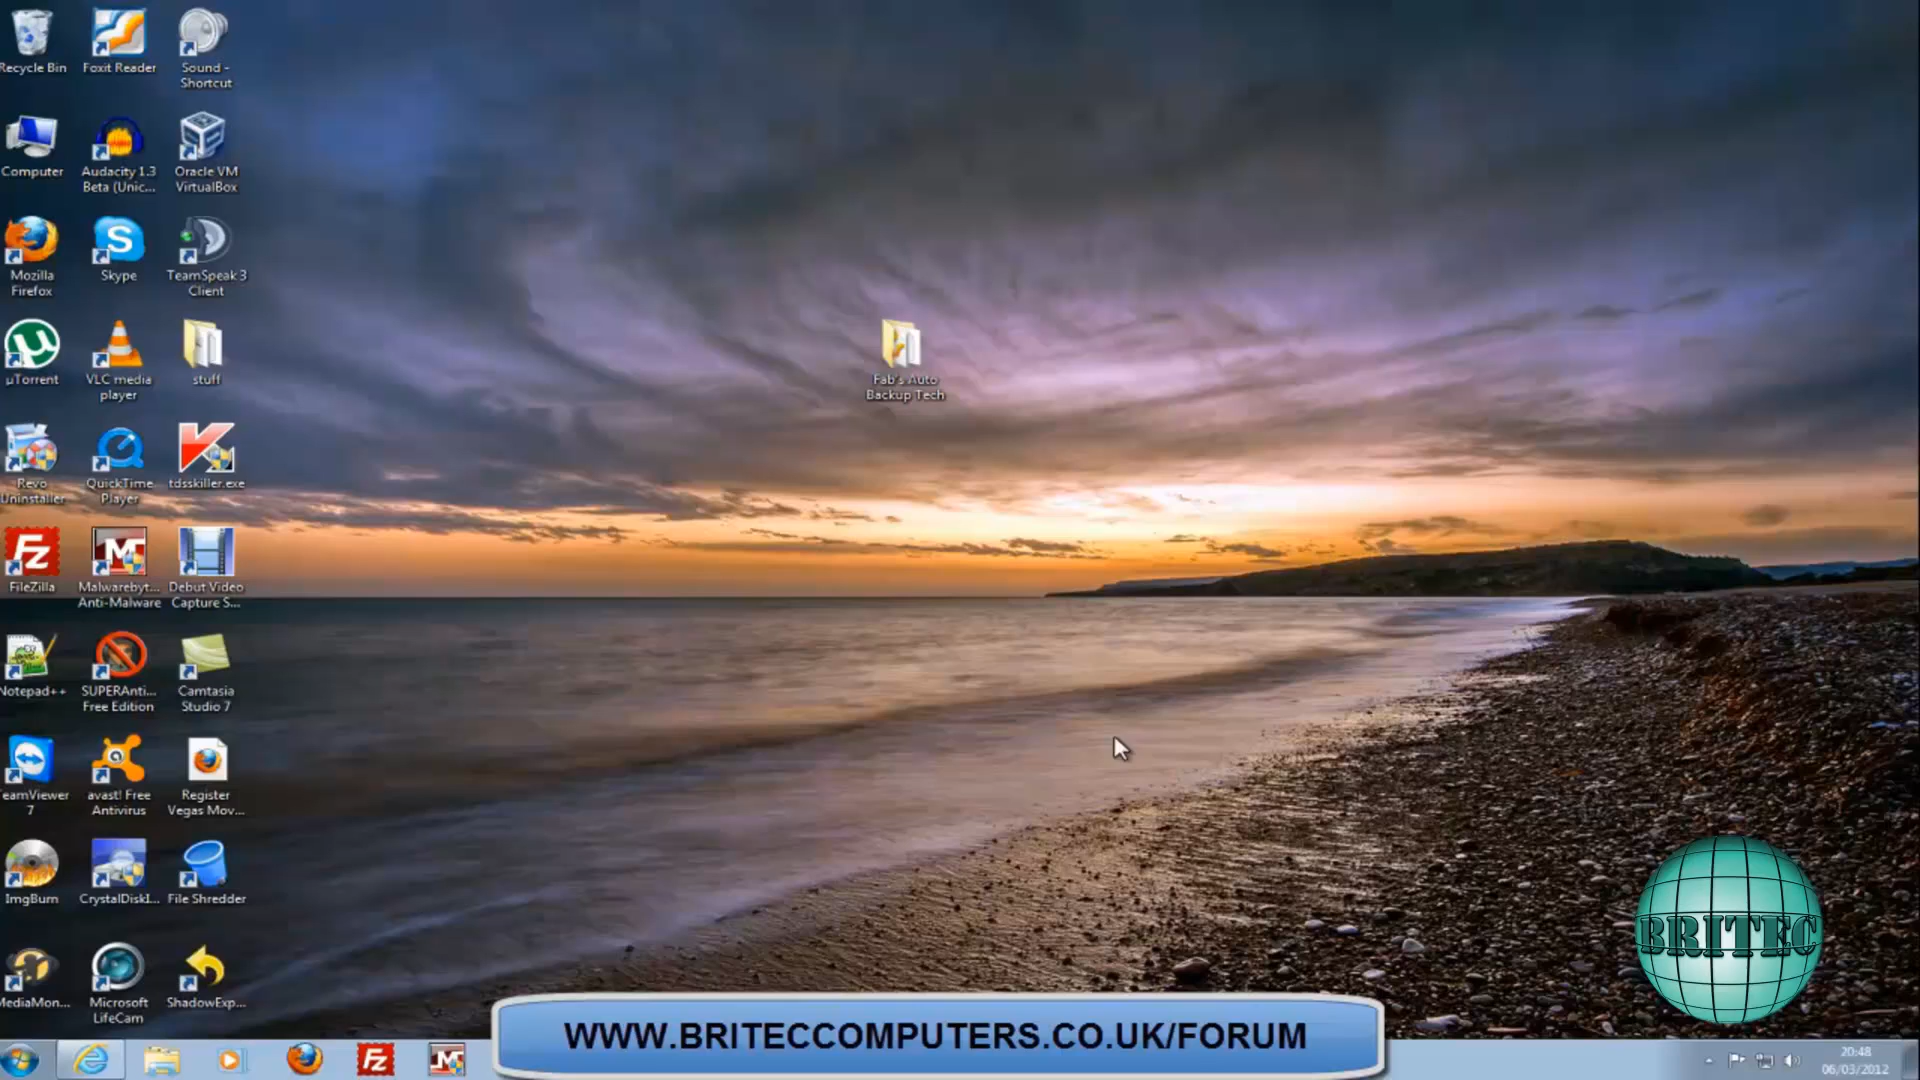 Recycle Bin
Foxit Reader
Sound -
Shortcut
Computer
Audacity 1.3
Beta (Unic...
Oracle VM
VirtualBox
Mozilla
Firefox
Skype
TeamSpeak 3
Client
µTorrent
VLC media
player
stuff
Fab's Auto
Backup Tech
Revo
Uninstaller
QuickTime
Player
tdsskiller.exe
FileZilla
Malwarebyt...
Anti-Malware
Debut Video
Capture S...
Notepad++
SUPERAnti...
Free Edition
Camtasia
Studio 7
eamViewer
7
avast! Free
Antivirus
Register
Vegas Mov...
ImgBurn
CrystalDiskI...
File Shredder
MediaMon...
Microsoft
LifeCam
ShadowExp...
BRITEC
WWW.BRITECCOMPUTERS.CO.UK/FORUM
20:48
06/03/2012